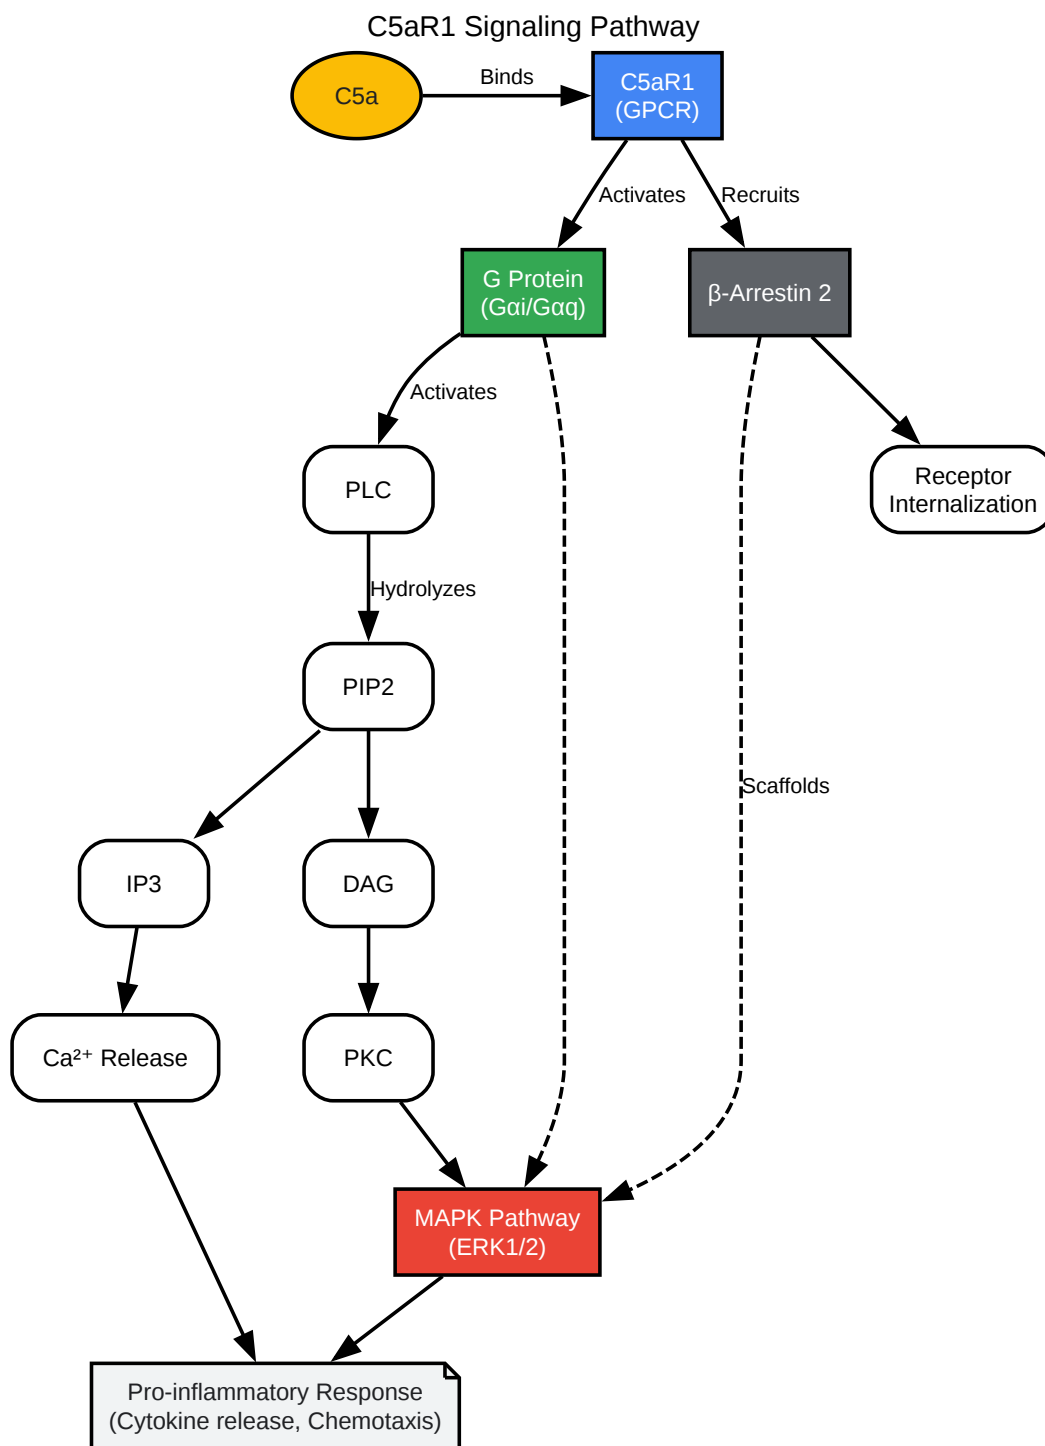 C5aR1 Signaling Pathway
C5a
Binds
C5aR1
(GPCR)
Activates
Recruits
G Protein
(Gαi/Gαq)
β-Arrestin 2
Activates
PLC
Receptor
Internalization
Hydrolyzes
PIP2
Scaffolds
IP3
DAG
Ca²⁺ Release
PKC
MAPK Pathway
(ERK1/2)
Pro-inflammatory Response
(Cytokine release, Chemotaxis)